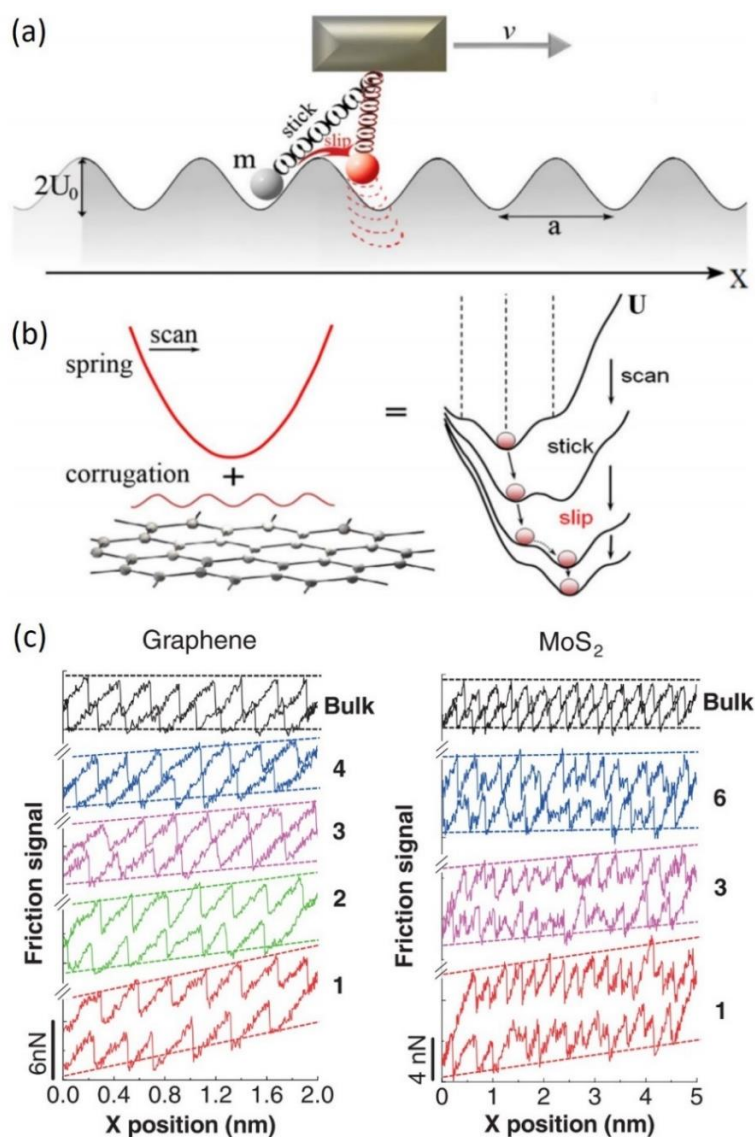 (a)
v
stick
slip
m
2U₀
a
X
(b)
spring
scan
corrugation
+
=
U
scan
stick
slip
(c)
Graphene
MoS₂
Friction signal
Bulk
4
3
2
1
6nN
0.0 0.4 0.8 1.2 1.6 2.0
X position (nm)
Friction signal
Bulk
6
3
1
4 nN
0 1 2 3 4 5
X position (nm)